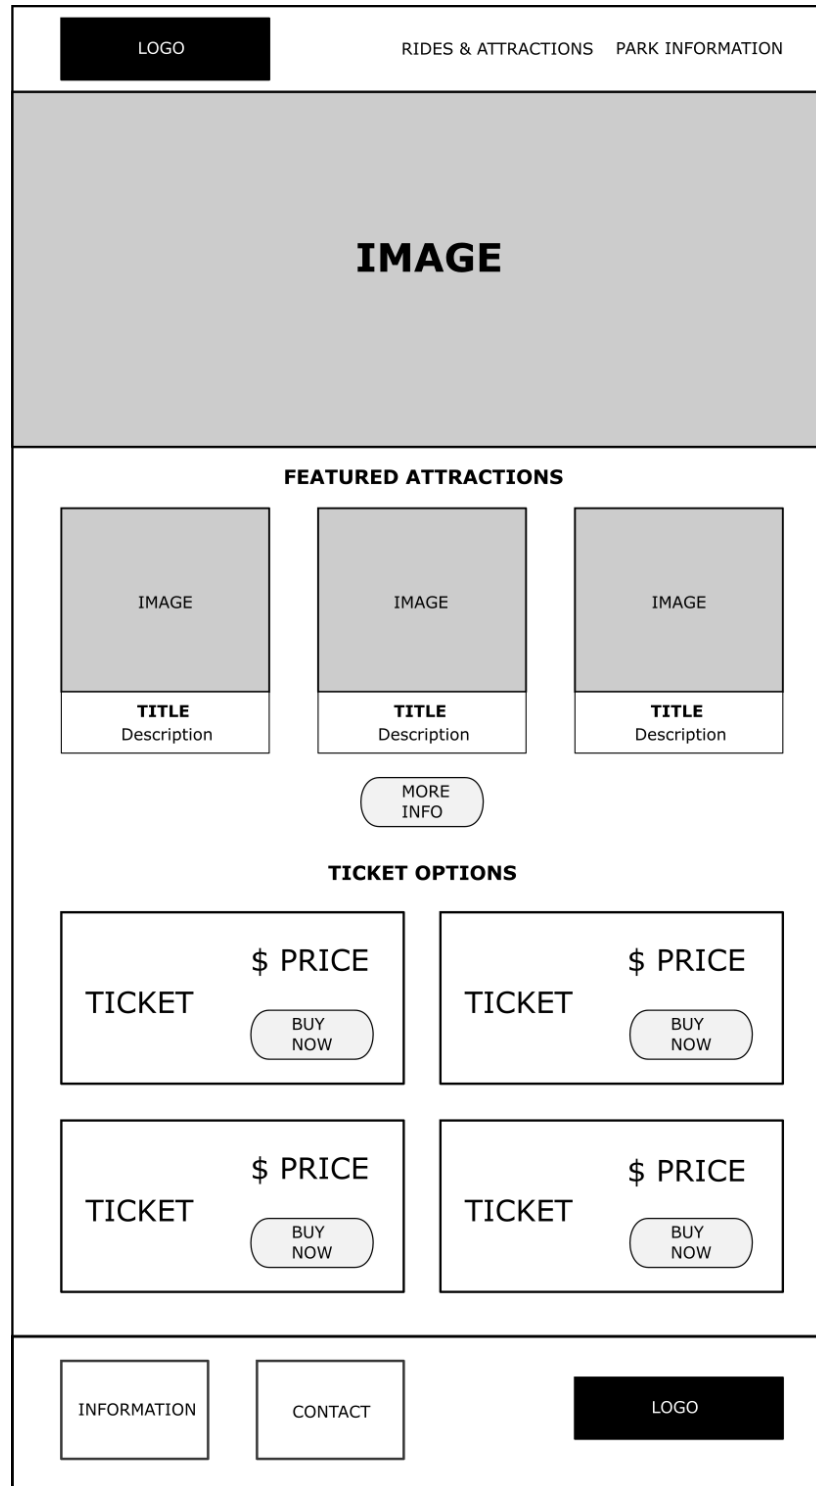 LOGO
RIDES & ATTRACTIONS PARK INFORMATION
IMAGE
FEATURED ATTRACTIONS
IMAGE
TITLE
Description
IMAGE
TITLE
Description
IMAGE
TITLE
Description
MORE
INFO
TICKET OPTIONS
TICKET
$ PRICE
BUY
NOW
TICKET
$ PRICE
BUY
NOW
TICKET
$ PRICE
BUY
NOW
TICKET
$ PRICE
BUY
NOW
INFORMATION
CONTACT
LOGO